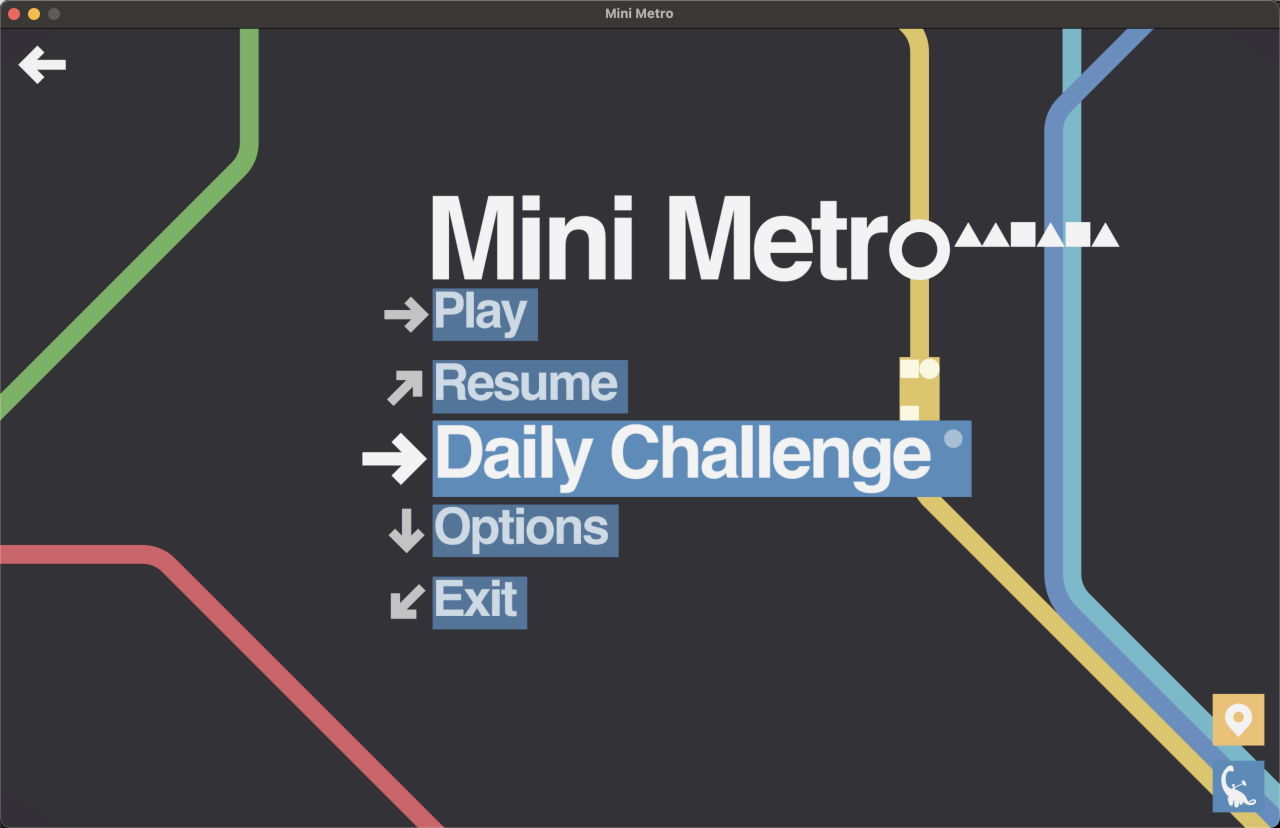 Mini Metro
Mini Metro
Play
Resume
Daily Challenge
Options
Exit